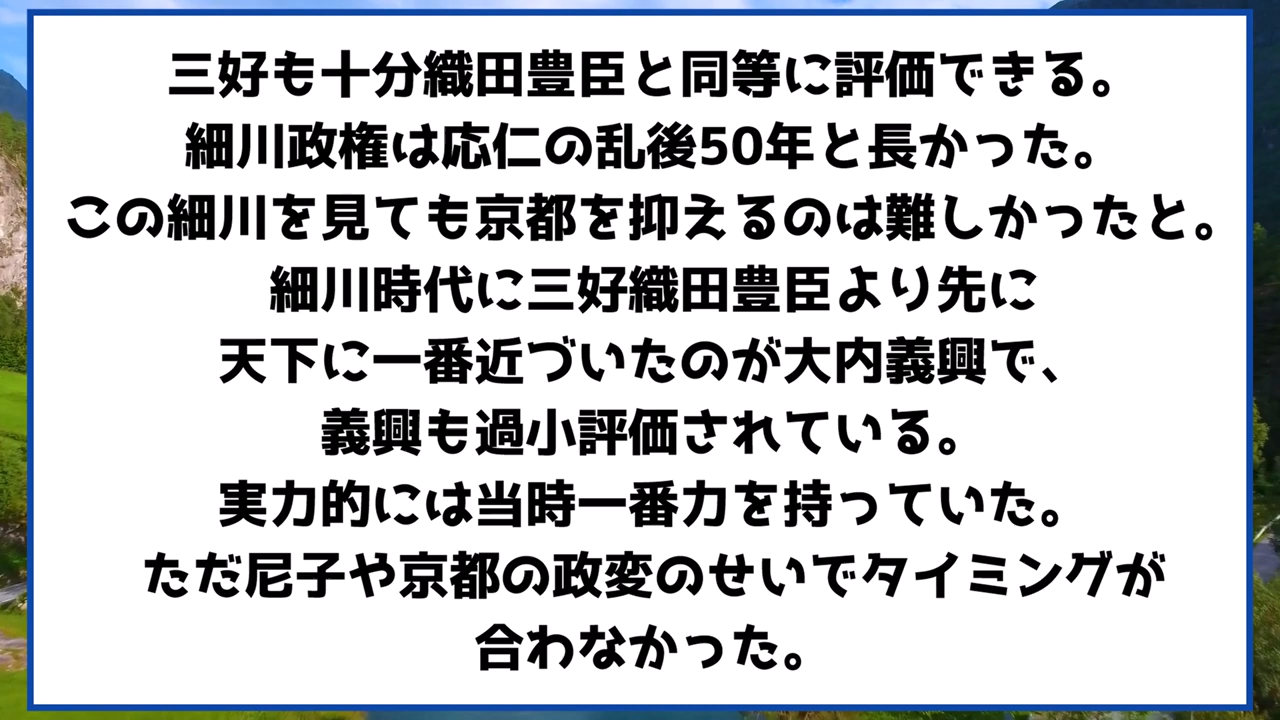 三好も十分織田豊臣と同等に評価できる。
細川政権は応仁の乱後50年と長かった。
この細川を見ても京都を抑えるのは難しかったと。
細川時代に三好織田豊臣より先に
天下に一番近づいたのが大内義興で、
義興も過小評価されている。
実力的には当時一番力を持っていた。
ただ尼子や京都の政変のせいでタイミングが
合わなかった。